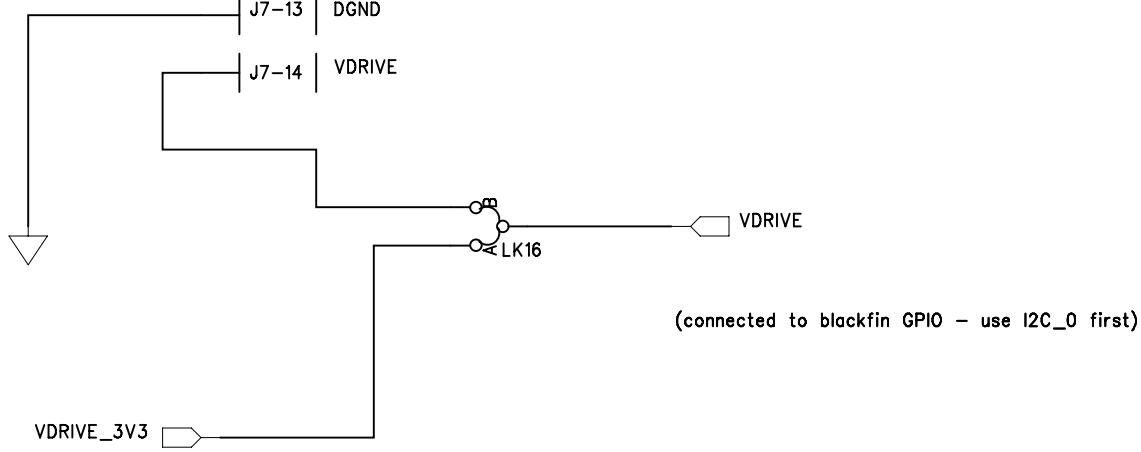 J7-13 DGND
J7-14 VDRIVE
B
VDRIVE
A LK16
(connected to blackfin GPIO - use I2C_0 first)
VDRIVE_3V3